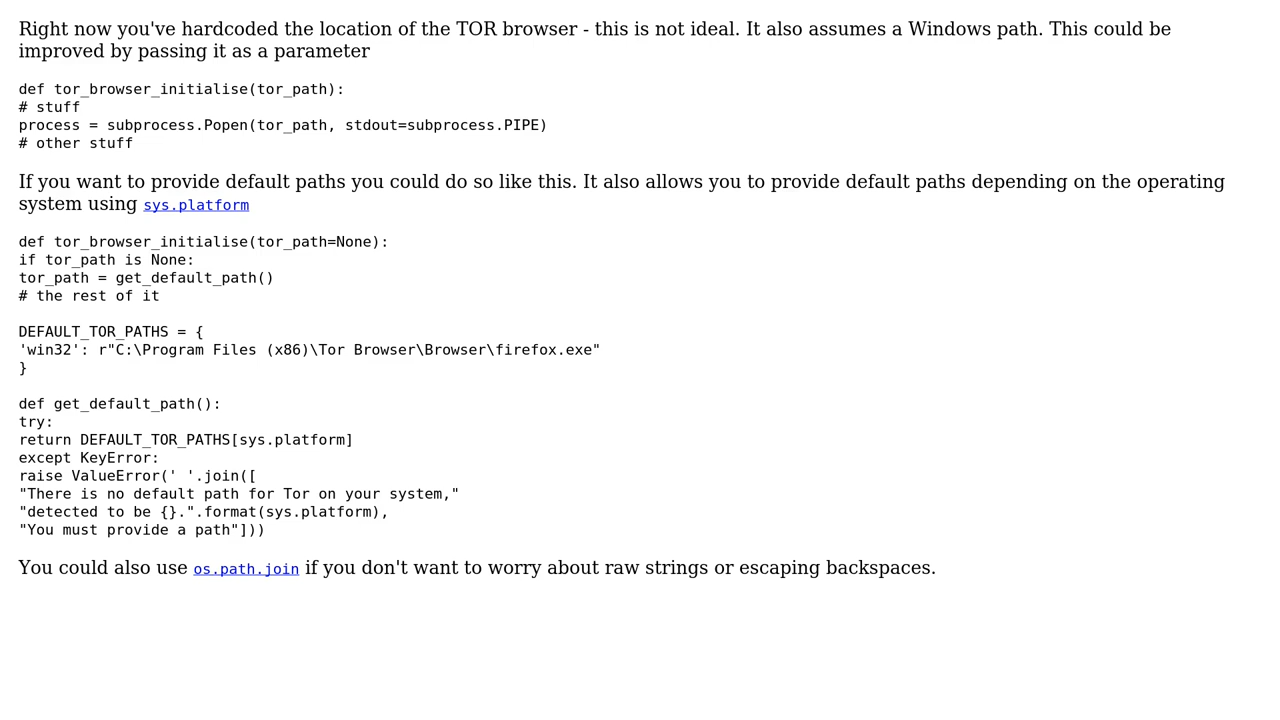 Right now you've hardcoded the location of the TOR browser - this is not ideal. It also assumes a Windows path. This could be
improved by passing it as a parameter
def tor_browser_initialise(tor_path):
# stuff
process = subprocess.Popen(tor_path, stdout=subprocess.PIPE)
# other stuff
If you want to provide default paths you could do so like this. It also allows you to provide default paths depending on the operating
system using sys.platform
def tor_browser_initialise(tor_path=None):
if tor_path is None:
tor_path = get_default_path()
# the rest of it
DEFAULT_TOR_PATHS = {
'win32': r"C:\Program Files (x86)\Tor Browser\Browser\firefox.exe"
}
def get_default_path():
try:
return DEFAULT_TOR_PATHS[sys.platform]
except KeyError:
raise ValueError(' '.join([
"There is no default path for Tor on your system,"
"detected to be {}.".format(sys.platform),
"You must provide a path"]))
You could also use os.path.join if you don't want to worry about raw strings or escaping backspaces.